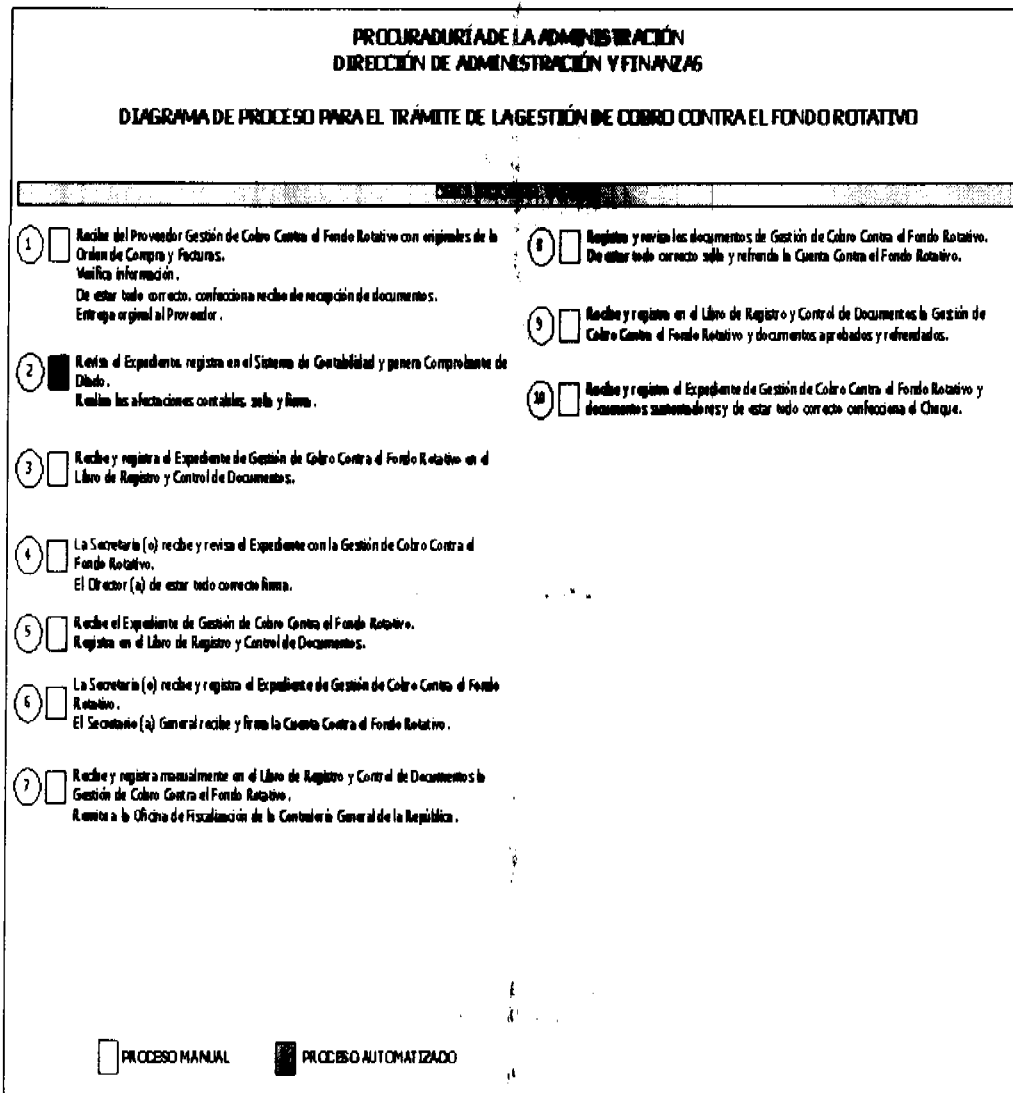 PROCURADURÍA DE LA ADMINISTRACIÓN
DIRECCIÓN DE ADMINISTRACIÓN Y FINANZAS
DIAGRAMA DE PROCESO PARA EL TRÁMITE DE LA GESTIÓN DE COBRO CONTRA EL FONDO ROTATIVO
1 Recibe del Proveedor Gestión de Cobro Contra el Fondo Rotativo con originales de la
Orden de Compra y Facturas.
Verifica información.
De estar todo correcto, confecciona recibo de recepción de documentos.
Entrega orginal al Proveedor.
2 Revisa el Expediente, registra en el Sistema de Contabilidad y genera Comprobante de
Diario.
Realiza las afectaciones contables, sella y firma.
3 Recibe y registra el Expediente de Gestión de Cobro Contra el Fondo Rotativo en el
Libro de Registro y Control de Documentos.
4 La Secretaria (o) recibe y revisa el Expediente con la Gestión de Cobro Contra el
Fondo Rotativo.
El Director (a) de estar todo correcto firma.
5 Recibe el Expediente de Gestión de Cobro Contra el Fondo Rotativo.
Registra en el Libro de Registro y Control de Documentos.
6 La Secretaria (o) recibe y registra el Expediente de Gestión de Cobro Contra el Fondo
Rotativo.
El Secretario (a) General recibe y firma la Cuenta Contra el Fondo Rotativo.
7 Recibe y registra manualmente en el Libro de Registro y Control de Documentos la
Gestión de Cobro Contra el Fondo Rotativo.
Remite a la Oficina de Fiscalización de la Contraloría General de la República.
8 Registra y revisa los documentos de Gestión de Cobro Contra el Fondo Rotativo.
De estar todo correcto sella y refrenda la Cuenta Contra el Fondo Rotativo.
9 Recibe y registra en el Libro de Registro y Control de Documentos la Gestión de
Cobro Contra el Fondo Rotativo y documentos aprobados y refrendados.
10 Recibe y registra el Expediente de Gestión de Cobro Contra el Fondo Rotativo y
documentos sustentadores y de estar todo correcto confecciona el Cheque.
PROCESO MANUAL
PROCESO AUTOMATIZADO